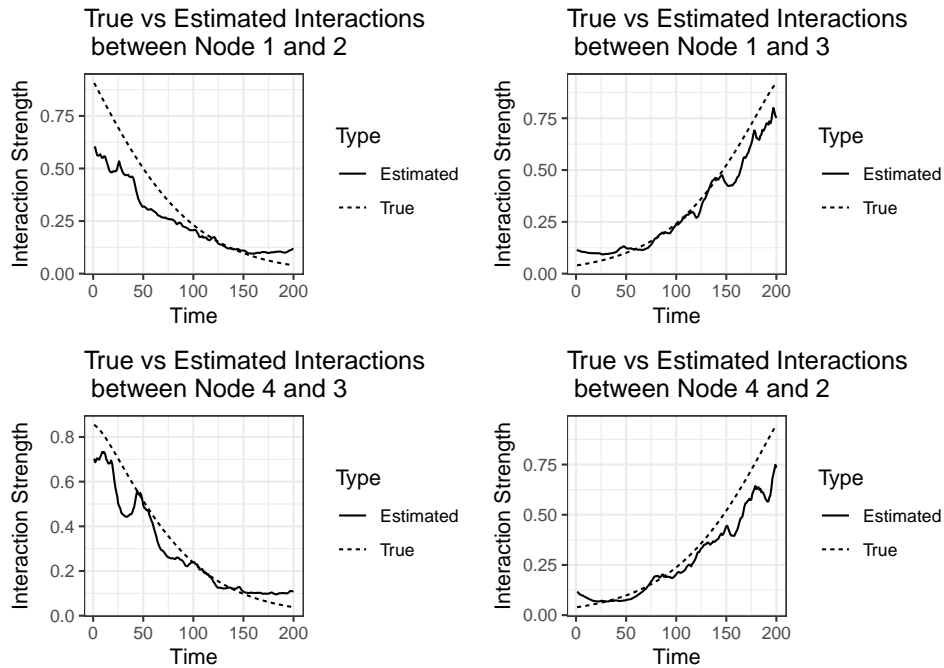 True vs Estimated Interactions
between Node 1 and 2
Interaction Strength
0.75
0.50
0.25
0.00
0 50 100 150 200
Time
Type
Estimated
True
True vs Estimated Interactions
between Node 1 and 3
Interaction Strength
0.75
0.50
0.25
0.00
0 50 100 150 200
Time
Type
Estimated
True
True vs Estimated Interactions
between Node 4 and 3
Interaction Strength
0.8
0.6
0.4
0.2
0.0
0 50 100 150 200
Time
Type
Estimated
True
True vs Estimated Interactions
between Node 4 and 2
Interaction Strength
0.75
0.50
0.25
0.00
0 50 100 150 200
Time
Type
Estimated
True